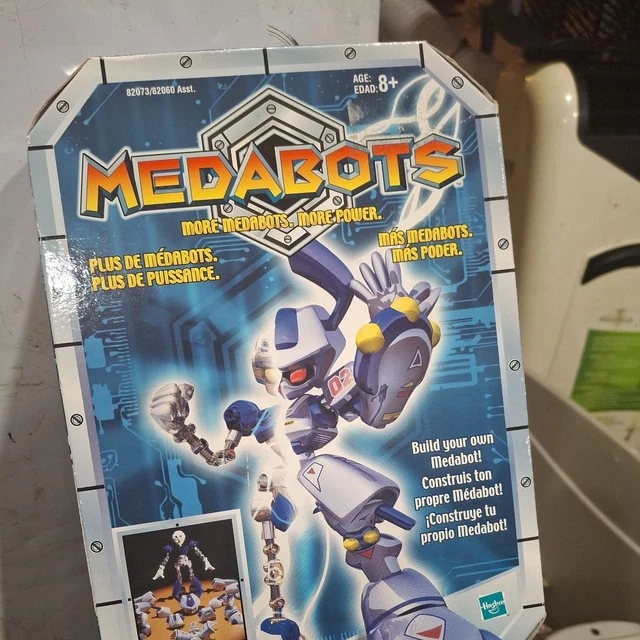 82073/82060 Asst.
AGE:
EDAD: 8+
MEDABOTS
MORE MEDABOTS. MORE POWER.
PLUS DE MÉDABOTS.
PLUS DE PUISSANCE.
MÁS MEDABOTS.
MÁS PODER.
02
Build your own
Medabot!
Construis ton
propre Médabot!
¡Construye tu
propio Medabot!
Hasbro